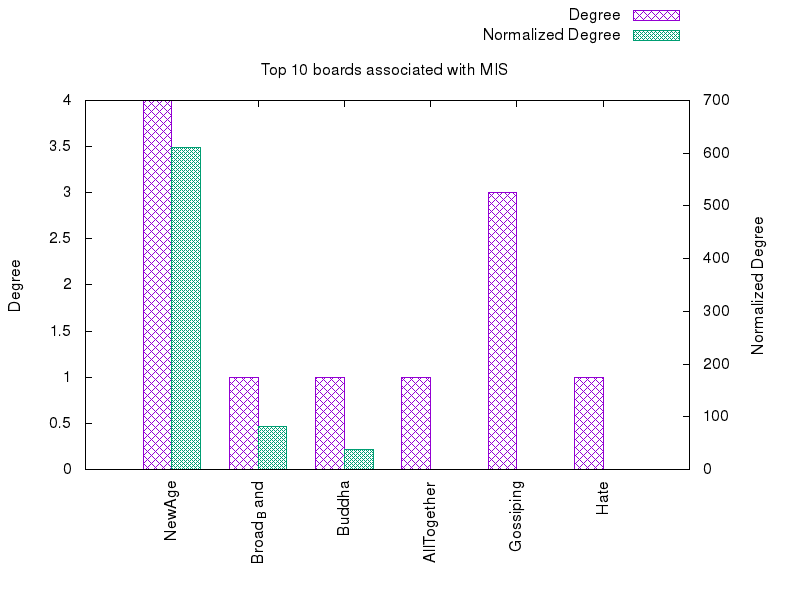 Degree
Normalized Degree
Top 10 boards associated with MIS
4 700
3.5 600
3 500
2.5 400
2 300
1.5 200
1 100
0.5 0
0
Degree
Normalized Degree
NewAge
Broad_Band
Buddha
AllTogether
Gossiping
Hate